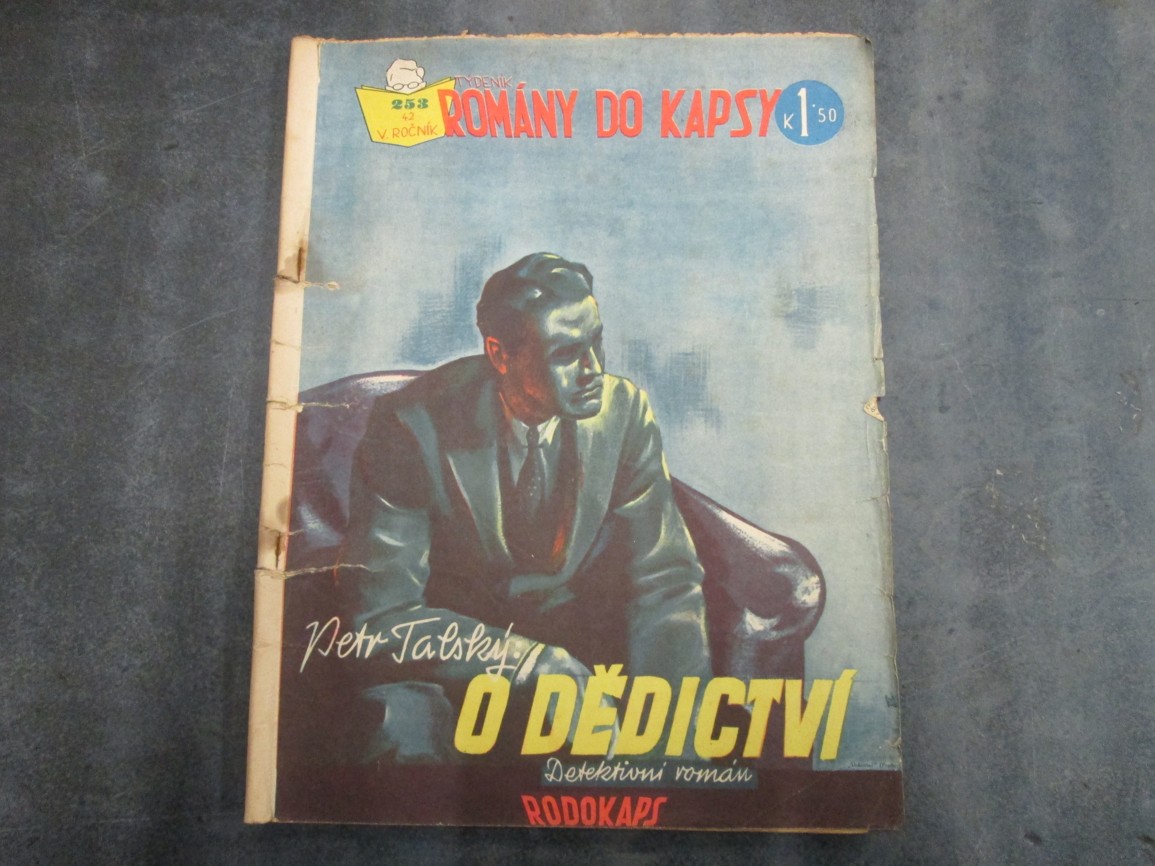 TÝDENÍK
253
42
V. ROČNÍK
ROMÁNY DO KAPSY
K 1·50
Petr Talský:
O DĚDICTVÍ
Detektivní román
RODOKAPS